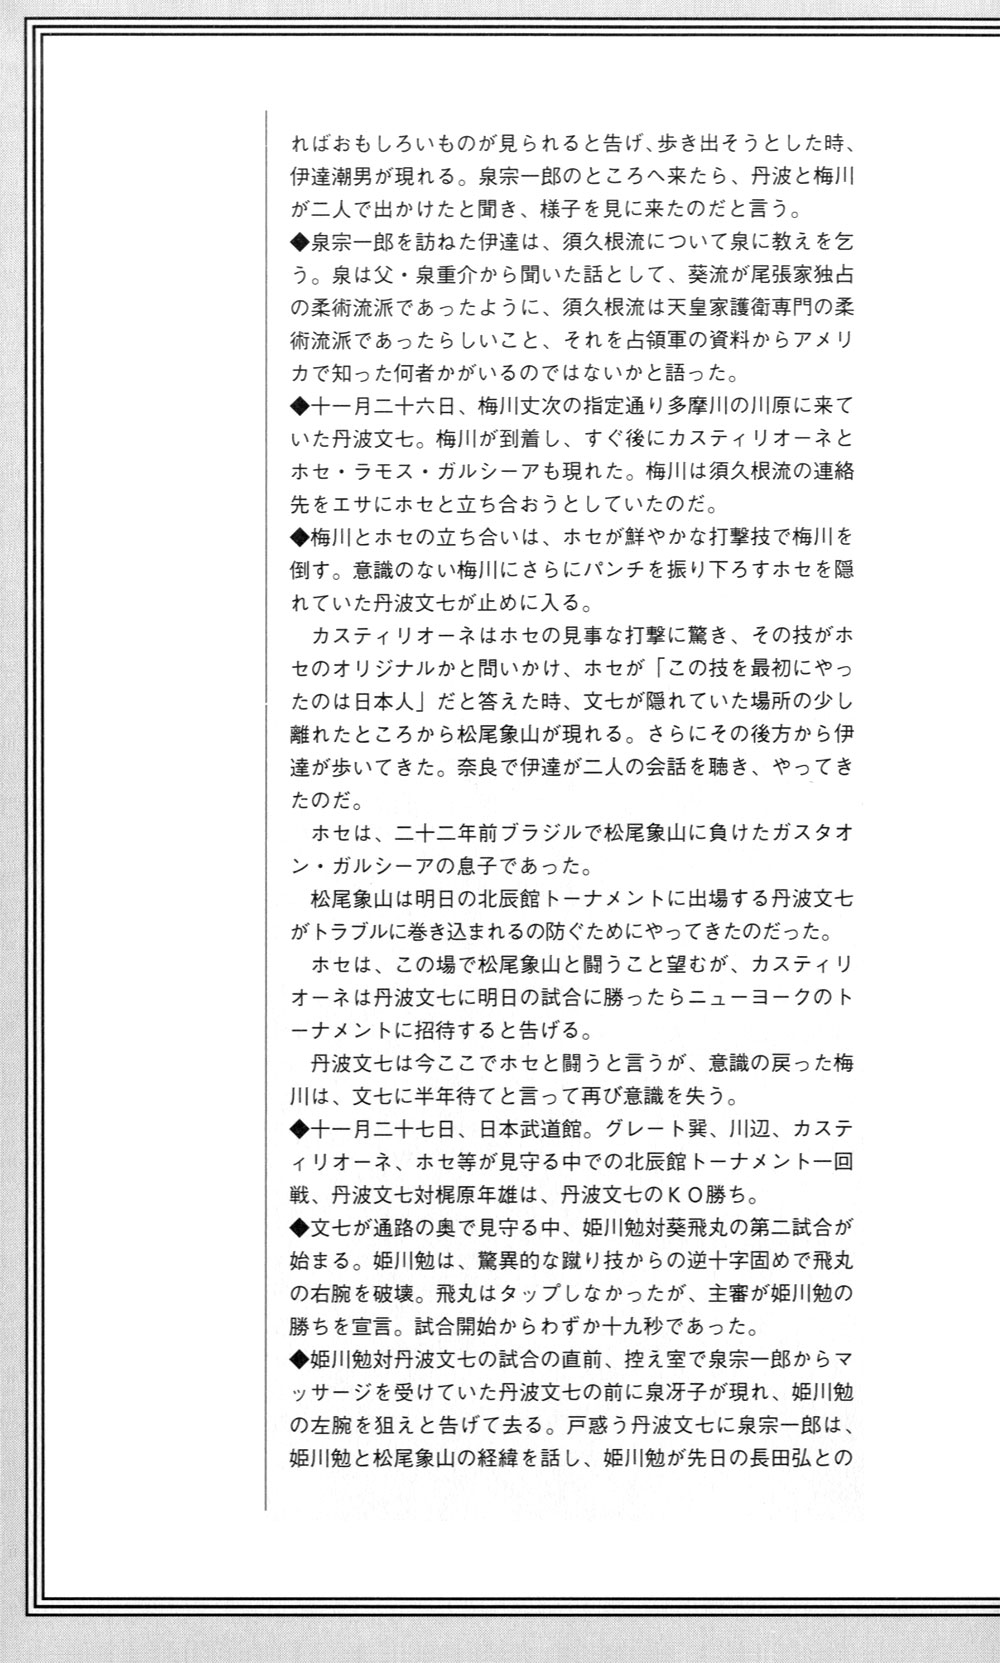 ればおもしろいものが見られると告げ、歩き出そうとした時、
伊達潮男が現れる。泉宗一郎のところへ来たら、丹波と梅川
が二人で出かけたと聞き、様子を見に来たのだと言う。
◆泉宗一郎を訪ねた伊達は、須久根流について泉に教えを乞
う。泉は父・泉重介から聞いた話として、葵流が尾張家独占
の柔術流派であったように、須久根流は天皇家護衛専門の柔
術流派であったらしいこと、それを占領軍の資料からアメリ
カで知った何者かがいるのではないかと語った。
◆十一月二十六日、梅川丈次の指定通り多摩川の川原に来て
いた丹波文七。梅川が到着し、すぐ後にカスティリオーネと
ホセ・ラモス・ガルシーアも現れた。梅川は須久根流の連絡
先をエサにホセと立ち合おうとしていたのだ。
◆梅川とホセの立ち合いは、ホセが鮮やかな打撃技で梅川を
倒す。意識のない梅川にさらにパンチを振り下ろすホセを隠
れていた丹波文七が止めに入る。
　カスティリオーネはホセの見事な打撃に驚き、その技がホ
セのオリジナルかと問いかけ、ホセが「この技を最初にやっ
たのは日本人」だと答えた時、文七が隠れていた場所の少し
離れたところから松尾象山が現れる。さらにその後方から伊
達が歩いてきた。奈良で伊達が二人の会話を聴き、やってき
たのだ。
　ホセは、二十二年前ブラジルで松尾象山に負けたガスタオ
ン・ガルシーアの息子であった。
　松尾象山は明日の北辰館トーナメントに出場する丹波文七
がトラブルに巻き込まれるの防ぐためにやってきたのだった。
　ホセは、この場で松尾象山と闘うこと望むが、カスティリ
オーネは丹波文七に明日の試合に勝ったらニューヨークのト
ーナメントに招待すると告げる。
　丹波文七は今ここでホセと闘うと言うが、意識の戻った梅
川は、文七に半年待てと言って再び意識を失う。
◆十一月二十七日、日本武道館。グレート巽、川辺、カステ
ィリオーネ、ホセ等が見守る中での北辰館トーナメント一回
戦、丹波文七対梶原年雄は、丹波文七のKO勝ち。
◆文七が通路の奥で見守る中、姫川勉対葵飛丸の第二試合が
始まる。姫川勉は、驚異的な蹴り技からの逆十字固めで飛丸
の右腕を破壊。飛丸はタップしなかったが、主審が姫川勉の
勝ちを宣言。試合開始からわずか十九秒であった。
◆姫川勉対丹波文七の試合の直前、控え室で泉宗一郎からマ
ッサージを受けていた丹波文七の前に泉冴子が現れ、姫川勉
の左腕を狙えと告げて去る。戸惑う丹波文七に泉宗一郎は、
姫川勉と松尾象山の経緯を話し、姫川勉が先日の長田弘との